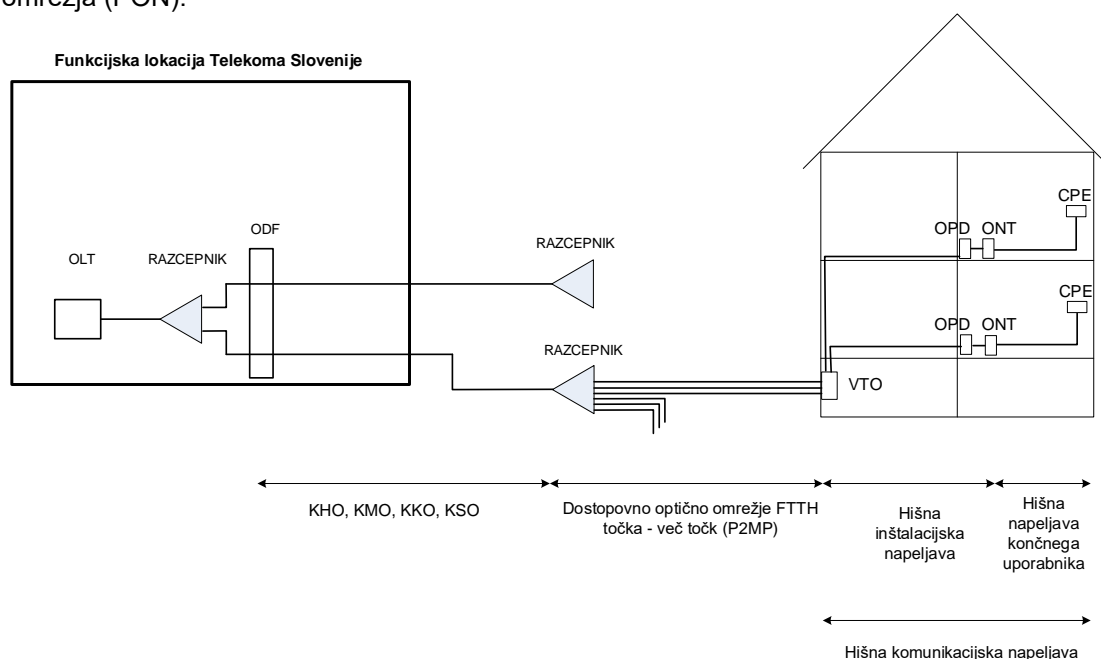 omrežja (PON).
Funkcijska lokacija Telekoma Slovenije
CPE
ODF
OPD ONT
RAZCEPNIK
OLT
RAZCEPNIK
CPE
OPD ONT
RAZCEPNIK
VTO
KHO, KMO, KKO, KSO
Dostopovno optično omrežje FTTH
točka - več točk (P2MP)
Hišna
inštalacijska
napeljava
Hišna
napeljava
končnega
uporabnika
Hišna komunikacijska napeljava